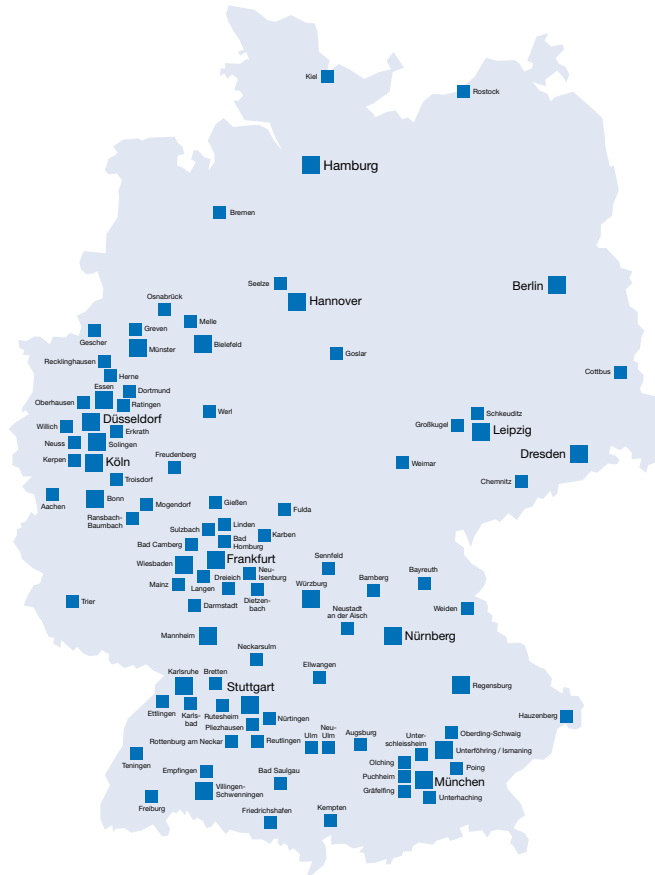 Kiel
Rostock
Hamburg
Bremen
Seelze
Berlin
Hannover
Osnabrück
Melle
Greven
Gescher
Münster
Bielefeld
Goslar
Recklinghausen
Herne
Cottbus
Essen
Dortmund
Oberhausen
Ratingen
Werl
Schkeuditz
Düsseldorf
Großkugel
Leipzig
Willich
Erkrath
Neuss
Solingen
Dresden
Freudenberg
Kerpen
Köln
Weimar
Troisdorf
Chemnitz
Aachen
Bonn
Mogendorf
Gießen
Fulda
Ransbach-
Baumbach
Linden
Sulzbach
Karben
Bad
Homburg
Bad Camberg
Frankfurt
Sennfeld
Wiesbaden
Neu-
Isenburg
Bayreuth
Dreieich
Bamberg
Mainz
Langen
Würzburg
Dietzen-
bach
Trier
Darmstadt
Neustadt
an der Aisch
Weiden
Mannheim
Nürnberg
Neckarsulm
Ellwangen
Karlsruhe
Bretten
Stuttgart
Regensburg
Ettlingen
Karls-
bad
Rutesheim
Nürtingen
Hauzenberg
Pliezhausen
Neu-
Ulm
Ulm
Augsburg
Oberding-Schwaig
Rottenburg am Neckar
Reutlingen
Unter-
schleissheim
Unterföhring / Ismaning
Teningen
Olching
Poing
Empfingen
Bad Saulgau
Puchheim
München
Villingen-
Schwenningen
Gräfelfing
Unterhaching
Freiburg
Friedrichshafen
Kempten